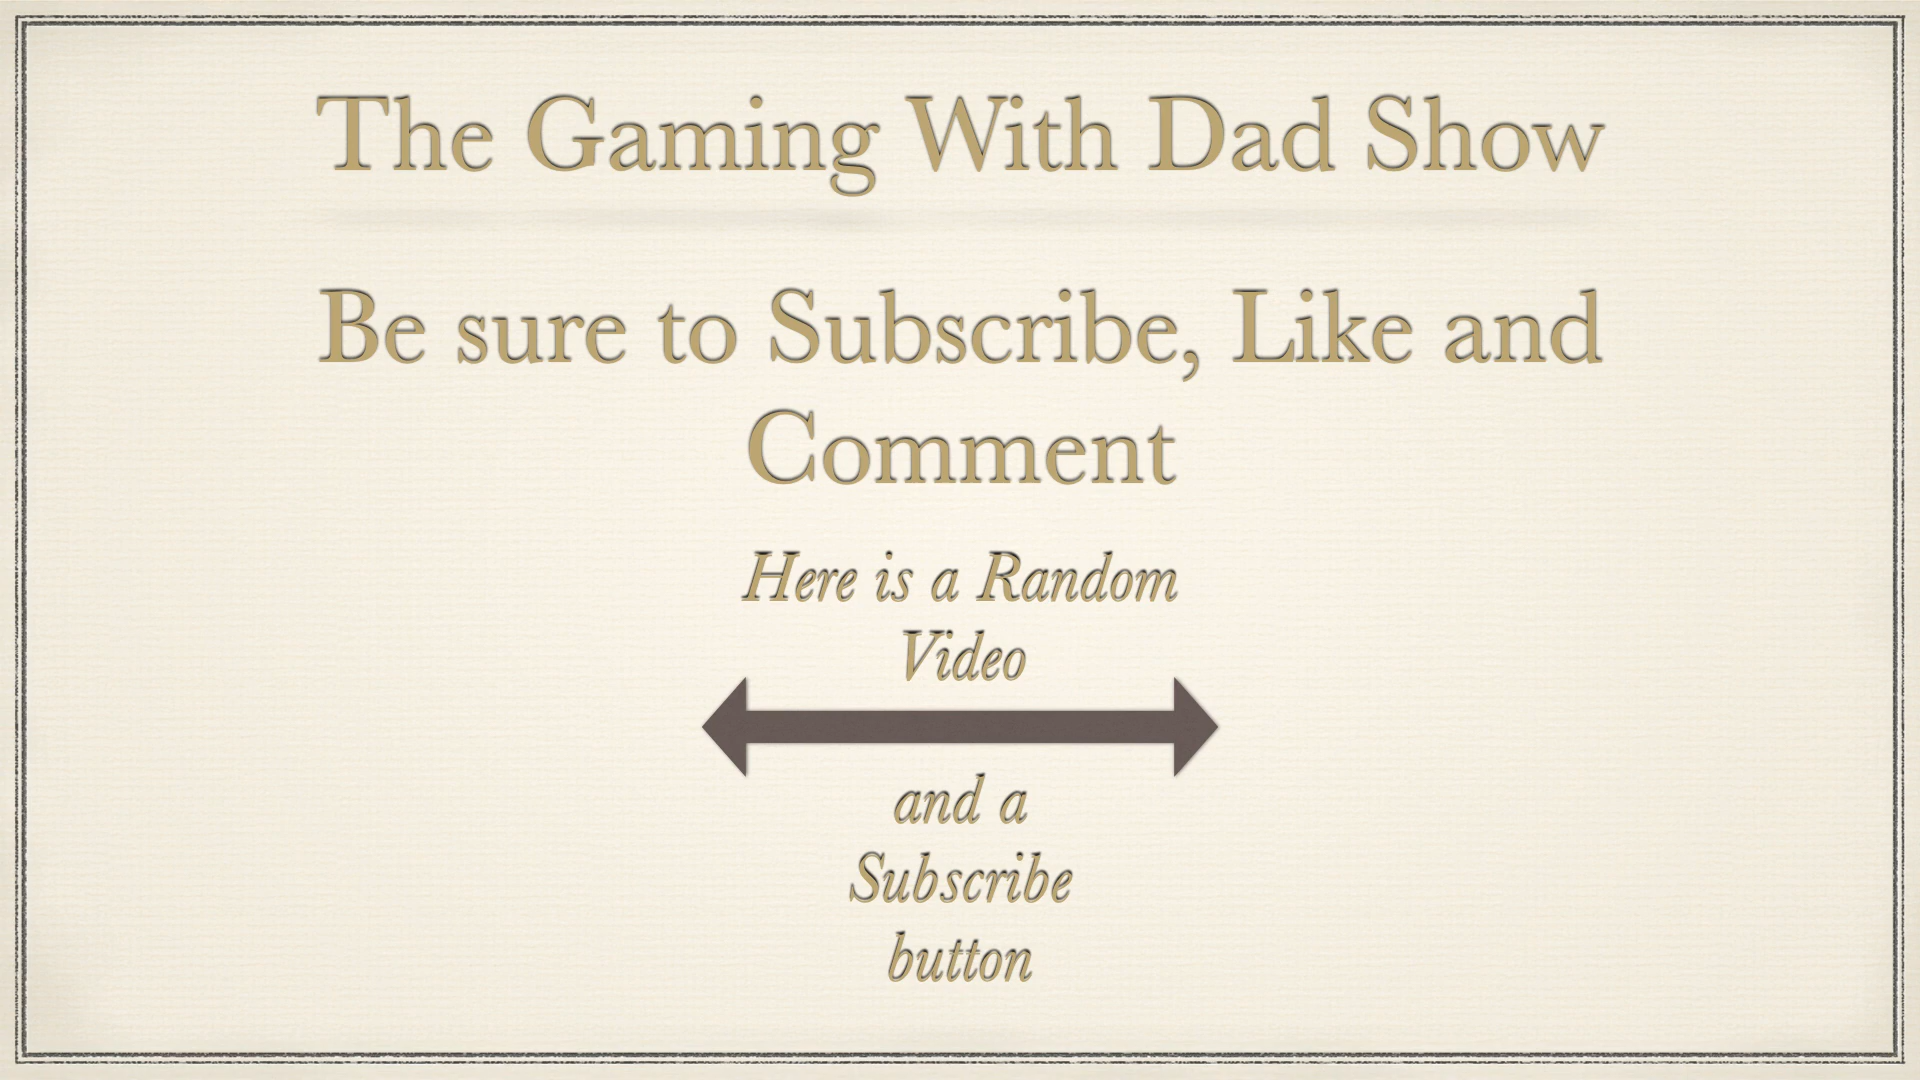 The Gaming With Dad Show
Be sure to Subscribe, Like and
Comment
Here is a Random
Video
and a
Subscribe
button